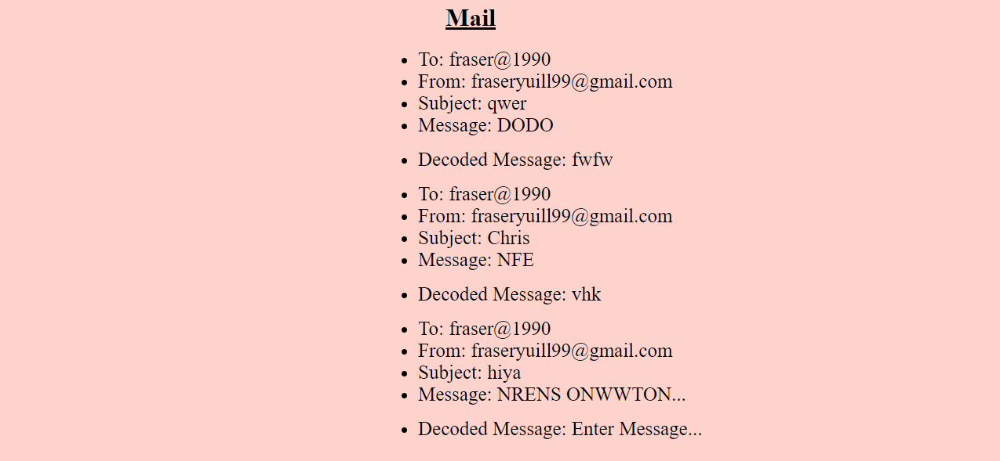 Mail
• To: fraser@1990
• From: fraseryuill99@gmail.com
• Subject: qwer
• Message: DODO
• Decoded Message: fwfw
• To: fraser@1990
• From: fraseryuill99@gmail.com
• Subject: Chris
• Message: NFE
• Decoded Message: vhk
• To: fraser@1990
• From: fraseryuill99@gmail.com
• Subject: hiya
• Message: NRENS ONWWTON...
• Decoded Message: Enter Message...